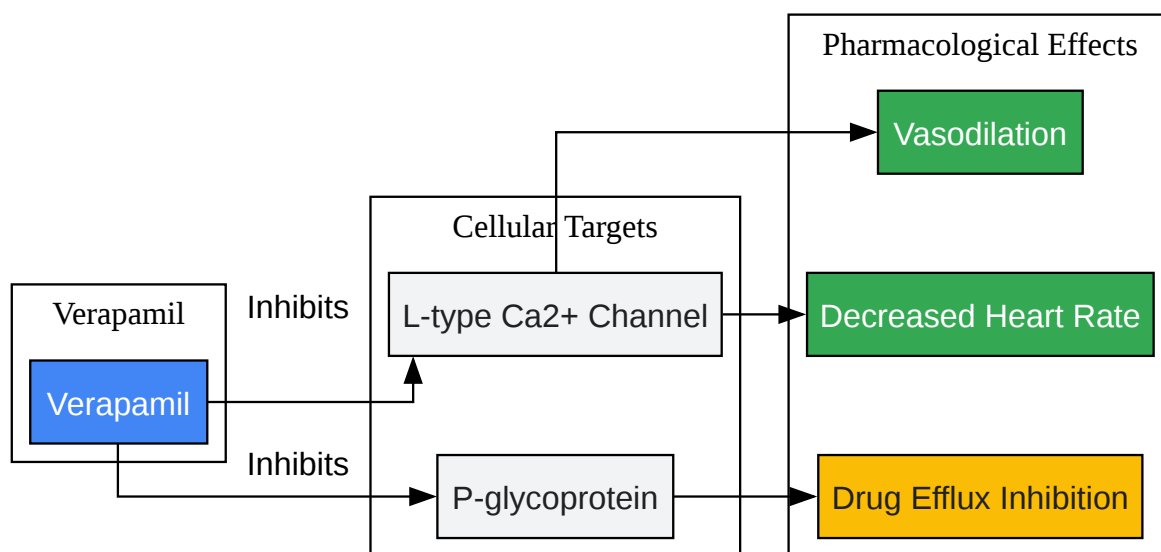 Pharmacological Effects
Vasodilation
Cellular Targets
Verapamil
Inhibits
L-type Ca2+ Channel
Decreased Heart Rate
Verapamil
Inhibits
P-glycoprotein
Drug Efflux Inhibition